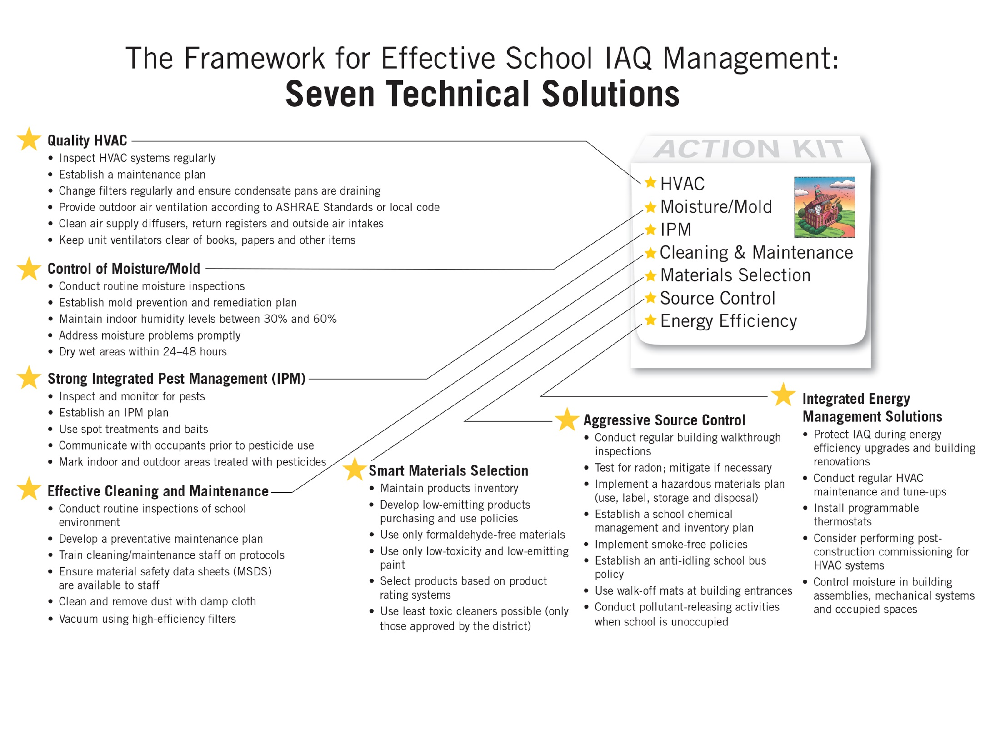 The Framework for Effective School IAQ Management:
Seven Technical Solutions
Quality HVAC
• Inspect HVAC systems regularly
• Establish a maintenance plan
• Change filters regularly and ensure condensate pans are draining
• Provide outdoor air ventilation according to ASHRAE Standards or local code
• Clean air supply diffusers, return registers and outside air intakes
• Keep unit ventilators clear of books, papers and other items
Control of Moisture/Mold
• Conduct routine moisture inspections
• Establish mold prevention and remediation plan
• Maintain indoor humidity levels between 30% and 60%
• Address moisture problems promptly
• Dry wet areas within 24–48 hours
Strong Integrated Pest Management (IPM)
• Inspect and monitor for pests
• Establish an IPM plan
• Use spot treatments and baits
• Communicate with occupants prior to pesticide use
• Mark indoor and outdoor areas treated with pesticides
Effective Cleaning and Maintenance
• Conduct routine inspections of school
environment
• Develop a preventative maintenance plan
• Train cleaning/maintenance staff on protocols
• Ensure material safety data sheets (MSDS)
are available to staff
• Clean and remove dust with damp cloth
• Vacuum using high-efficiency filters
ACTION KIT
HVAC
Moisture/Mold
IPM
Cleaning & Maintenance
Materials Selection
Source Control
Energy Efficiency
Smart Materials Selection
• Maintain products inventory
• Develop low-emitting products
purchasing and use policies
• Use only formaldehyde-free materials
• Use only low-toxicity and low-emitting
paint
• Select products based on product
rating systems
• Use least toxic cleaners possible (only
those approved by the district)
Aggressive Source Control
• Conduct regular building walkthrough
inspections
• Test for radon; mitigate if necessary
• Implement a hazardous materials plan
(use, label, storage and disposal)
• Establish a school chemical
management and inventory plan
• Implement smoke-free policies
• Establish an anti-idling school bus
policy
• Use walk-off mats at building entrances
• Conduct pollutant-releasing activities
when school is unoccupied
Integrated Energy
Management Solutions
• Protect IAQ during energy
efficiency upgrades and building
renovations
• Conduct regular HVAC
maintenance and tune-ups
• Install programmable
thermostats
• Consider performing post-
construction commissioning for
HVAC systems
• Control moisture in building
assemblies, mechanical systems
and occupied spaces